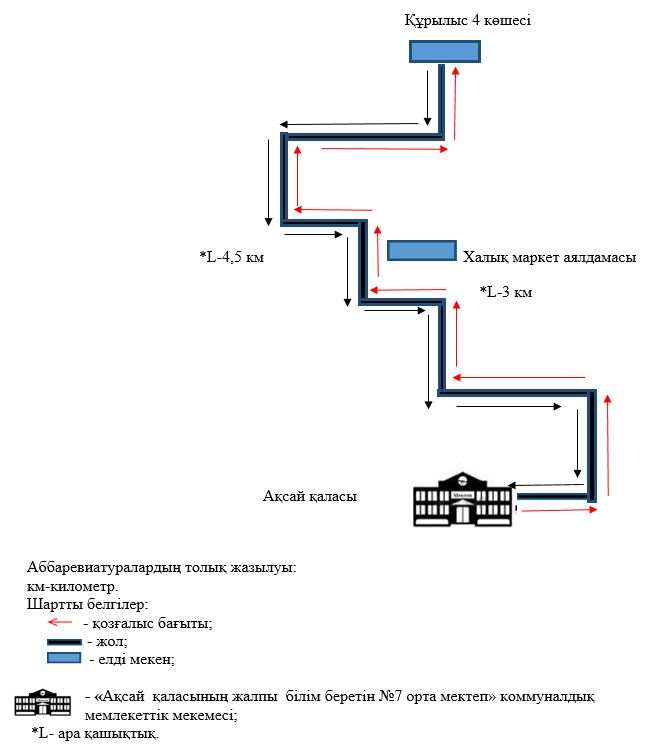 Құрылыс 4 көшесі
*L-4,5 км
Халық маркет аялдамасы
*L-3 км
Ақсай қаласы
Мектеп
Аббаревиатуралардың толық жазылуы:
км-километр.
Шартты белгілер:
- қозғалыс бағыты;
- жол;
- елді мекен;
- «Ақсай қаласының жалпы білім беретін №7 орта мектеп» коммуналдық
мемлекеттік мекемесі;
*L- ара қашықтық.